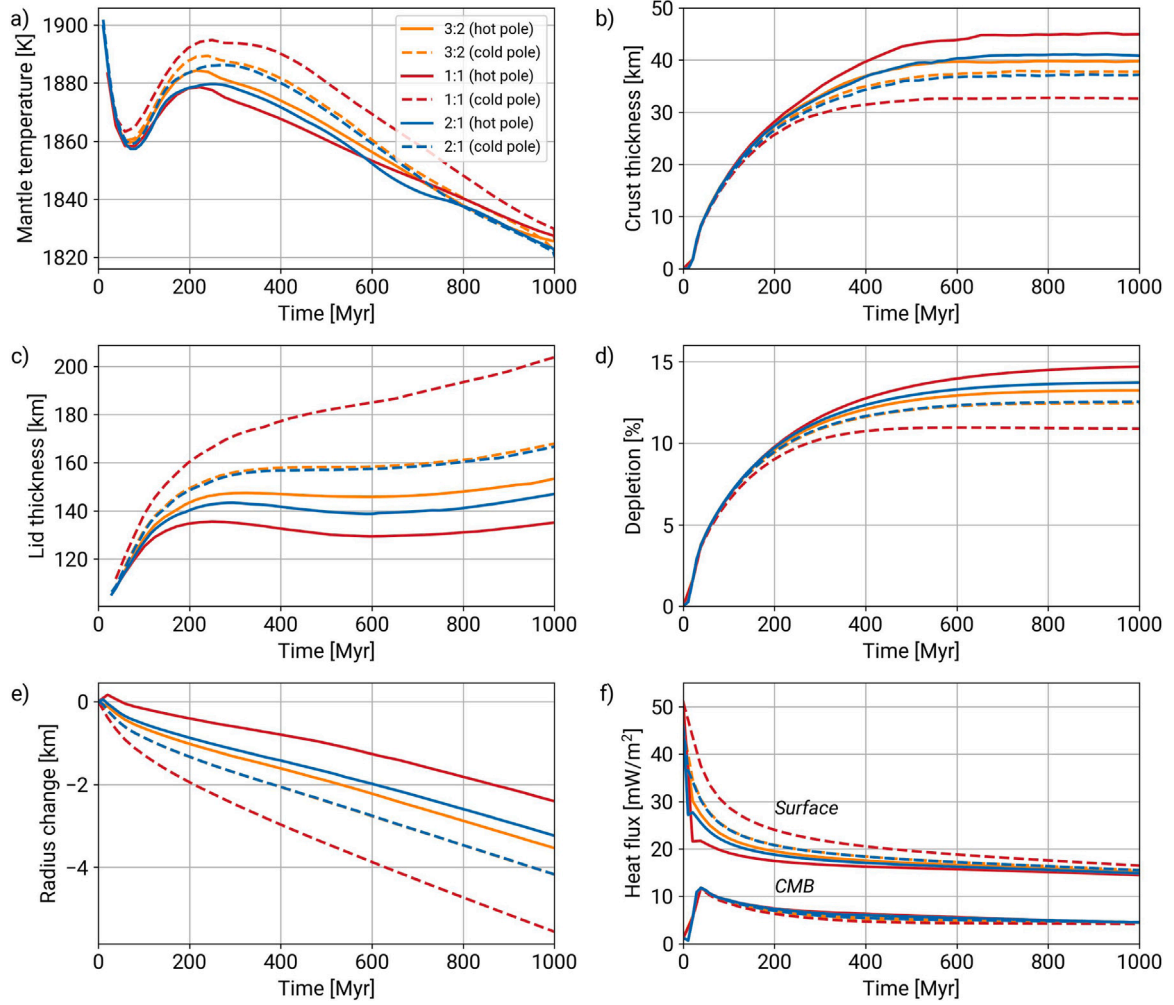 a)
Mantle temperature [K]
1900
1880
1860
1840
1820
0 200 400 600 800 1000
Time [Myr]
3:2 (hot pole)
3:2 (cold pole)
1:1 (hot pole)
1:1 (cold pole)
2:1 (hot pole)
2:1 (cold pole)
b)
Crust thickness [km]
50
40
30
20
10
0
0 200 400 600 800 1000
Time [Myr]
c)
Lid thickness [km]
200
180
160
140
120
0 200 400 600 800 1000
Time [Myr]
d)
Depletion [%]
15
10
5
0
0 200 400 600 800 1000
Time [Myr]
e)
Radius change [km]
0
−2
−4
0 200 400 600 800 1000
Time [Myr]
f)
Heat flux [mW/m²]
50
40
30
20
10
0
Surface
CMB
0 200 400 600 800 1000
Time [Myr]